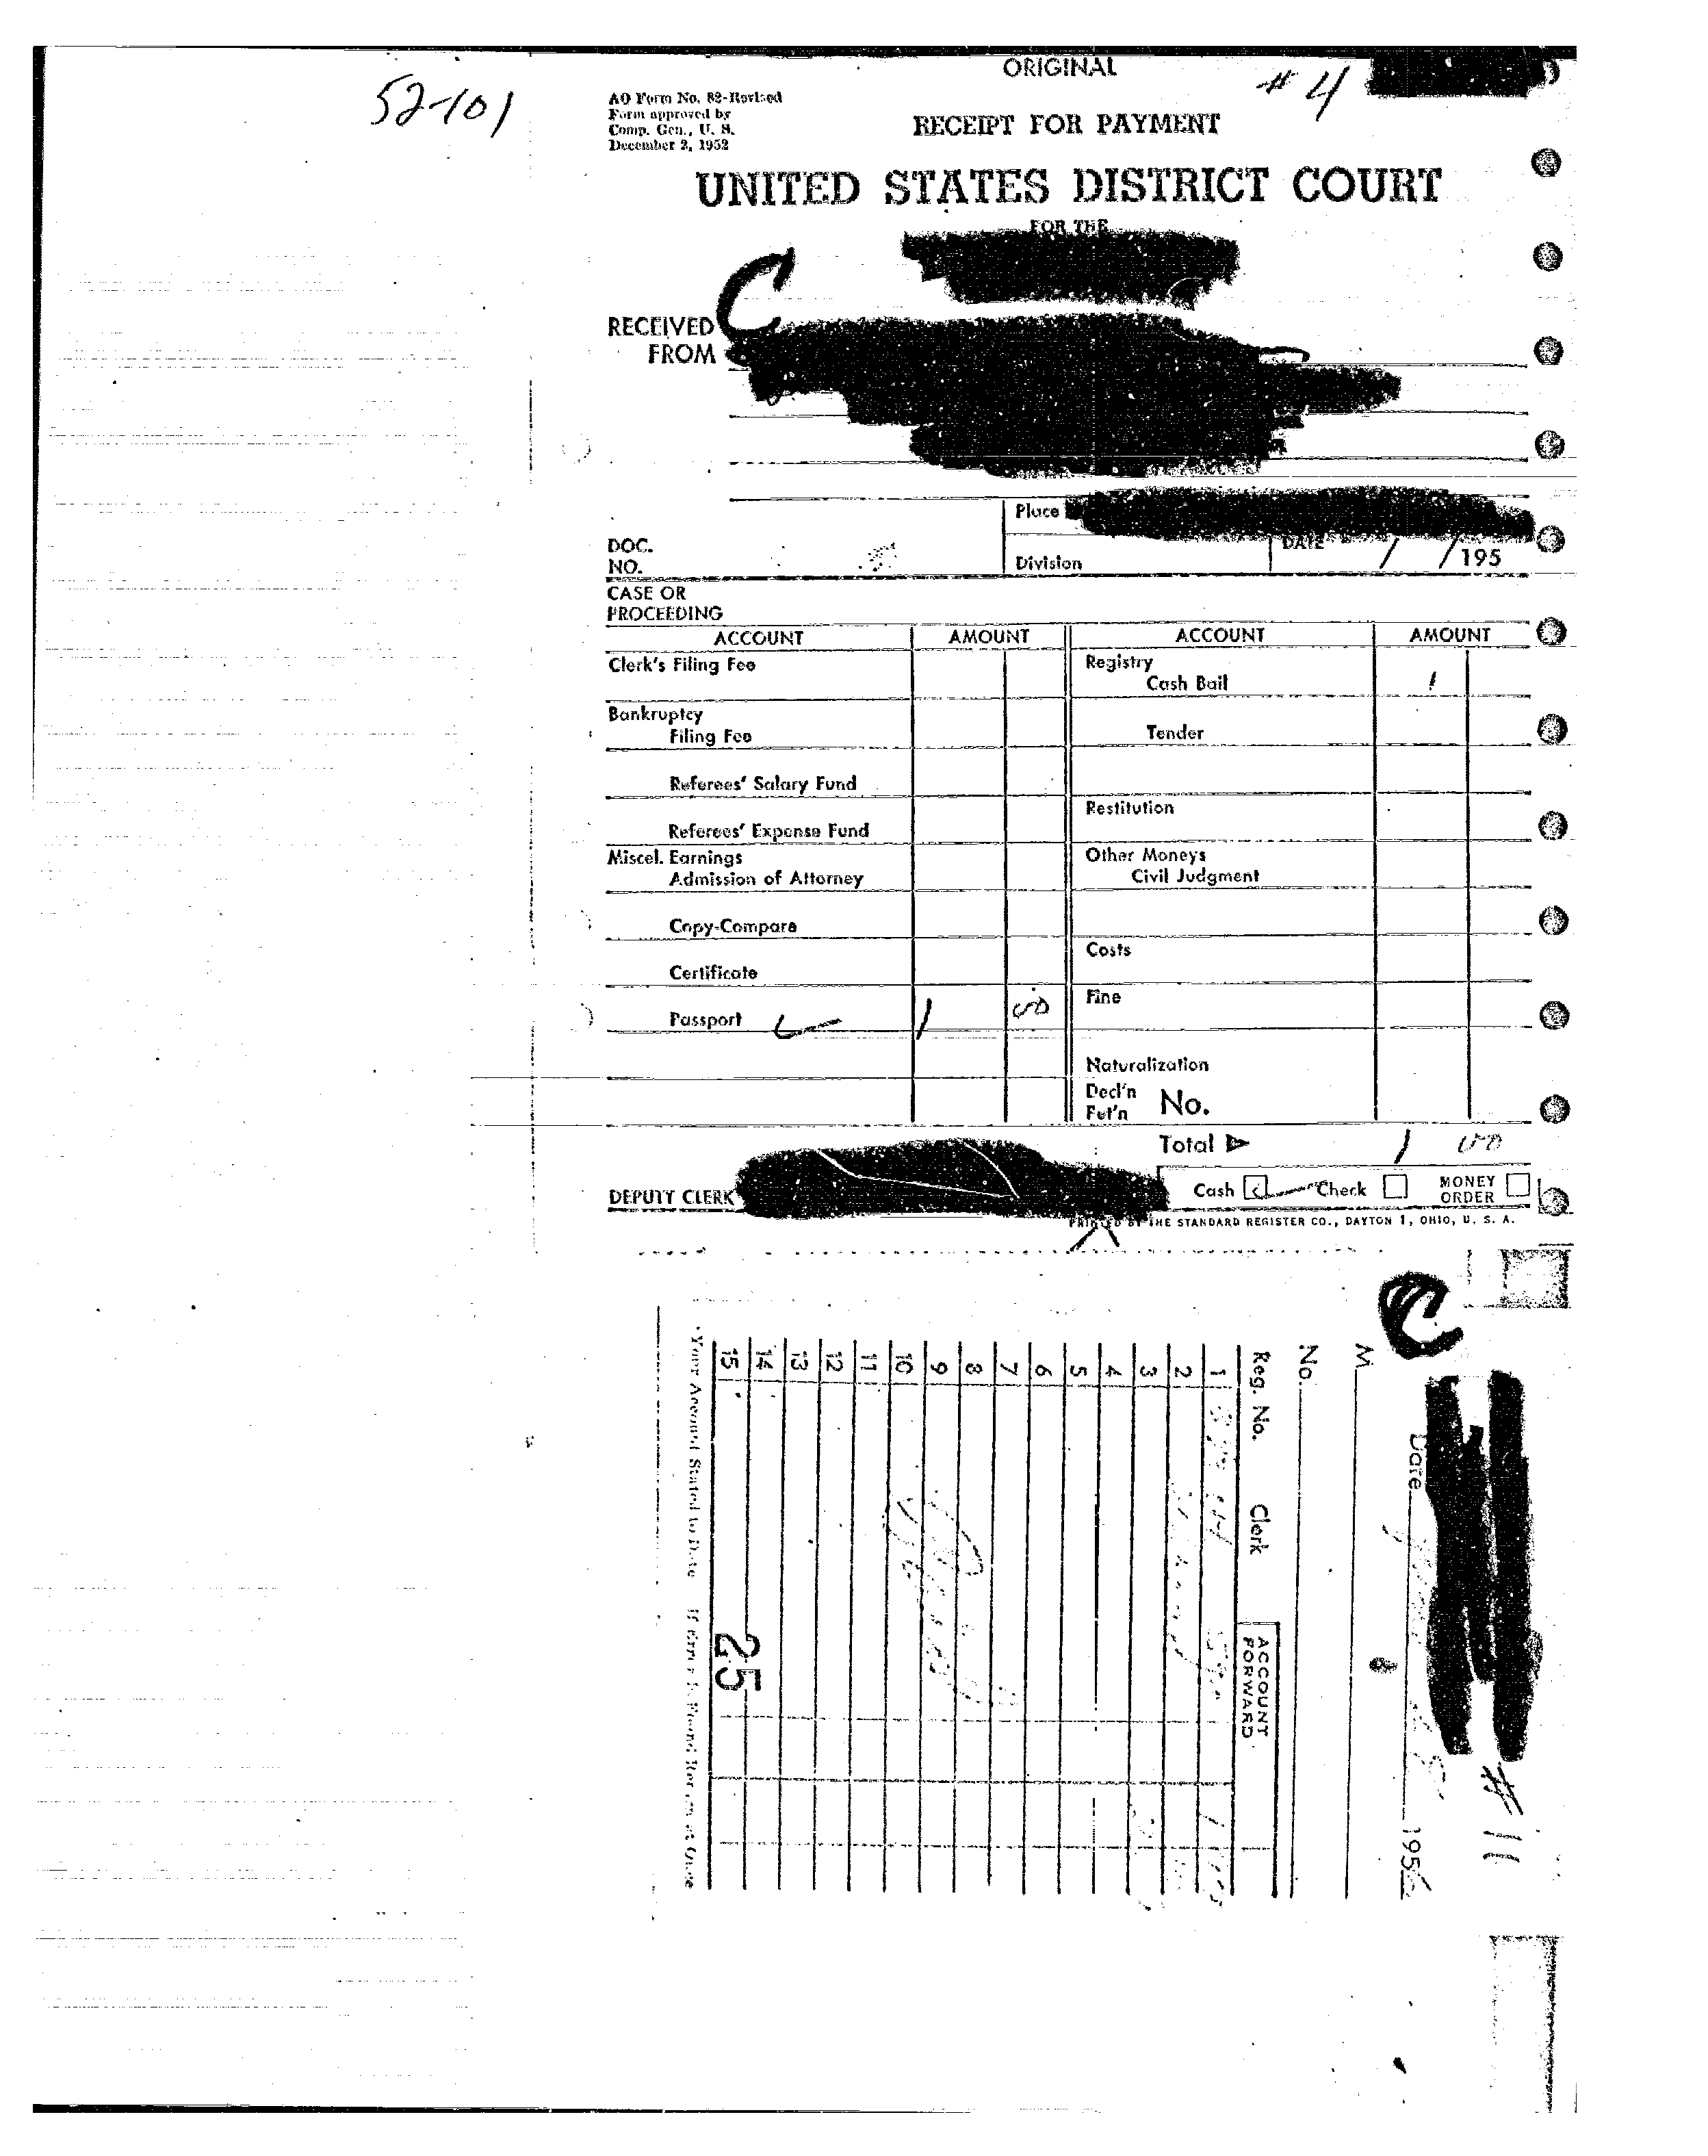 52-101
ORIGINAL
# 4
AO Form No. 82-Revised
Form approved by
Comp. Gen., U. S.
December 2, 1952
RECEIPT FOR PAYMENT
UNITED STATES DISTRICT COURT
FOR THE
C
RECEIVED
FROM
Place
DOC.
NO.
Division
DATE / /195
CASE OR
PROCEEDING
ACCOUNT AMOUNT ACCOUNT AMOUNT
Clerk's Filing Fee
Registry
Cash Bail
Bankruptcy
Filing Fee
Tender
Referees' Salary Fund
Restitution
Referees' Expense Fund
Miscel. Earnings
Admission of Attorney
Other Moneys
Civil Judgment
Copy-Compare
Costs
Certificate
Fine
Passport 1
Naturalization
Decl'n
Pet'n No.
Total 1 00
DEPUTY CLERK
Cash Check MONEY
ORDER
PRINTED BY THE STANDARD REGISTER CO., DAYTON 1, OHIO, U. S. A.
C
# 11
Date 195
M
No.
Reg. No. Clerk ACCOUNT
FORWARD
1
2
3
4
5
6
7
8
9
10
11
12
13
14
15
25
Your Account Stated to Date If Error Is Found Return at Once